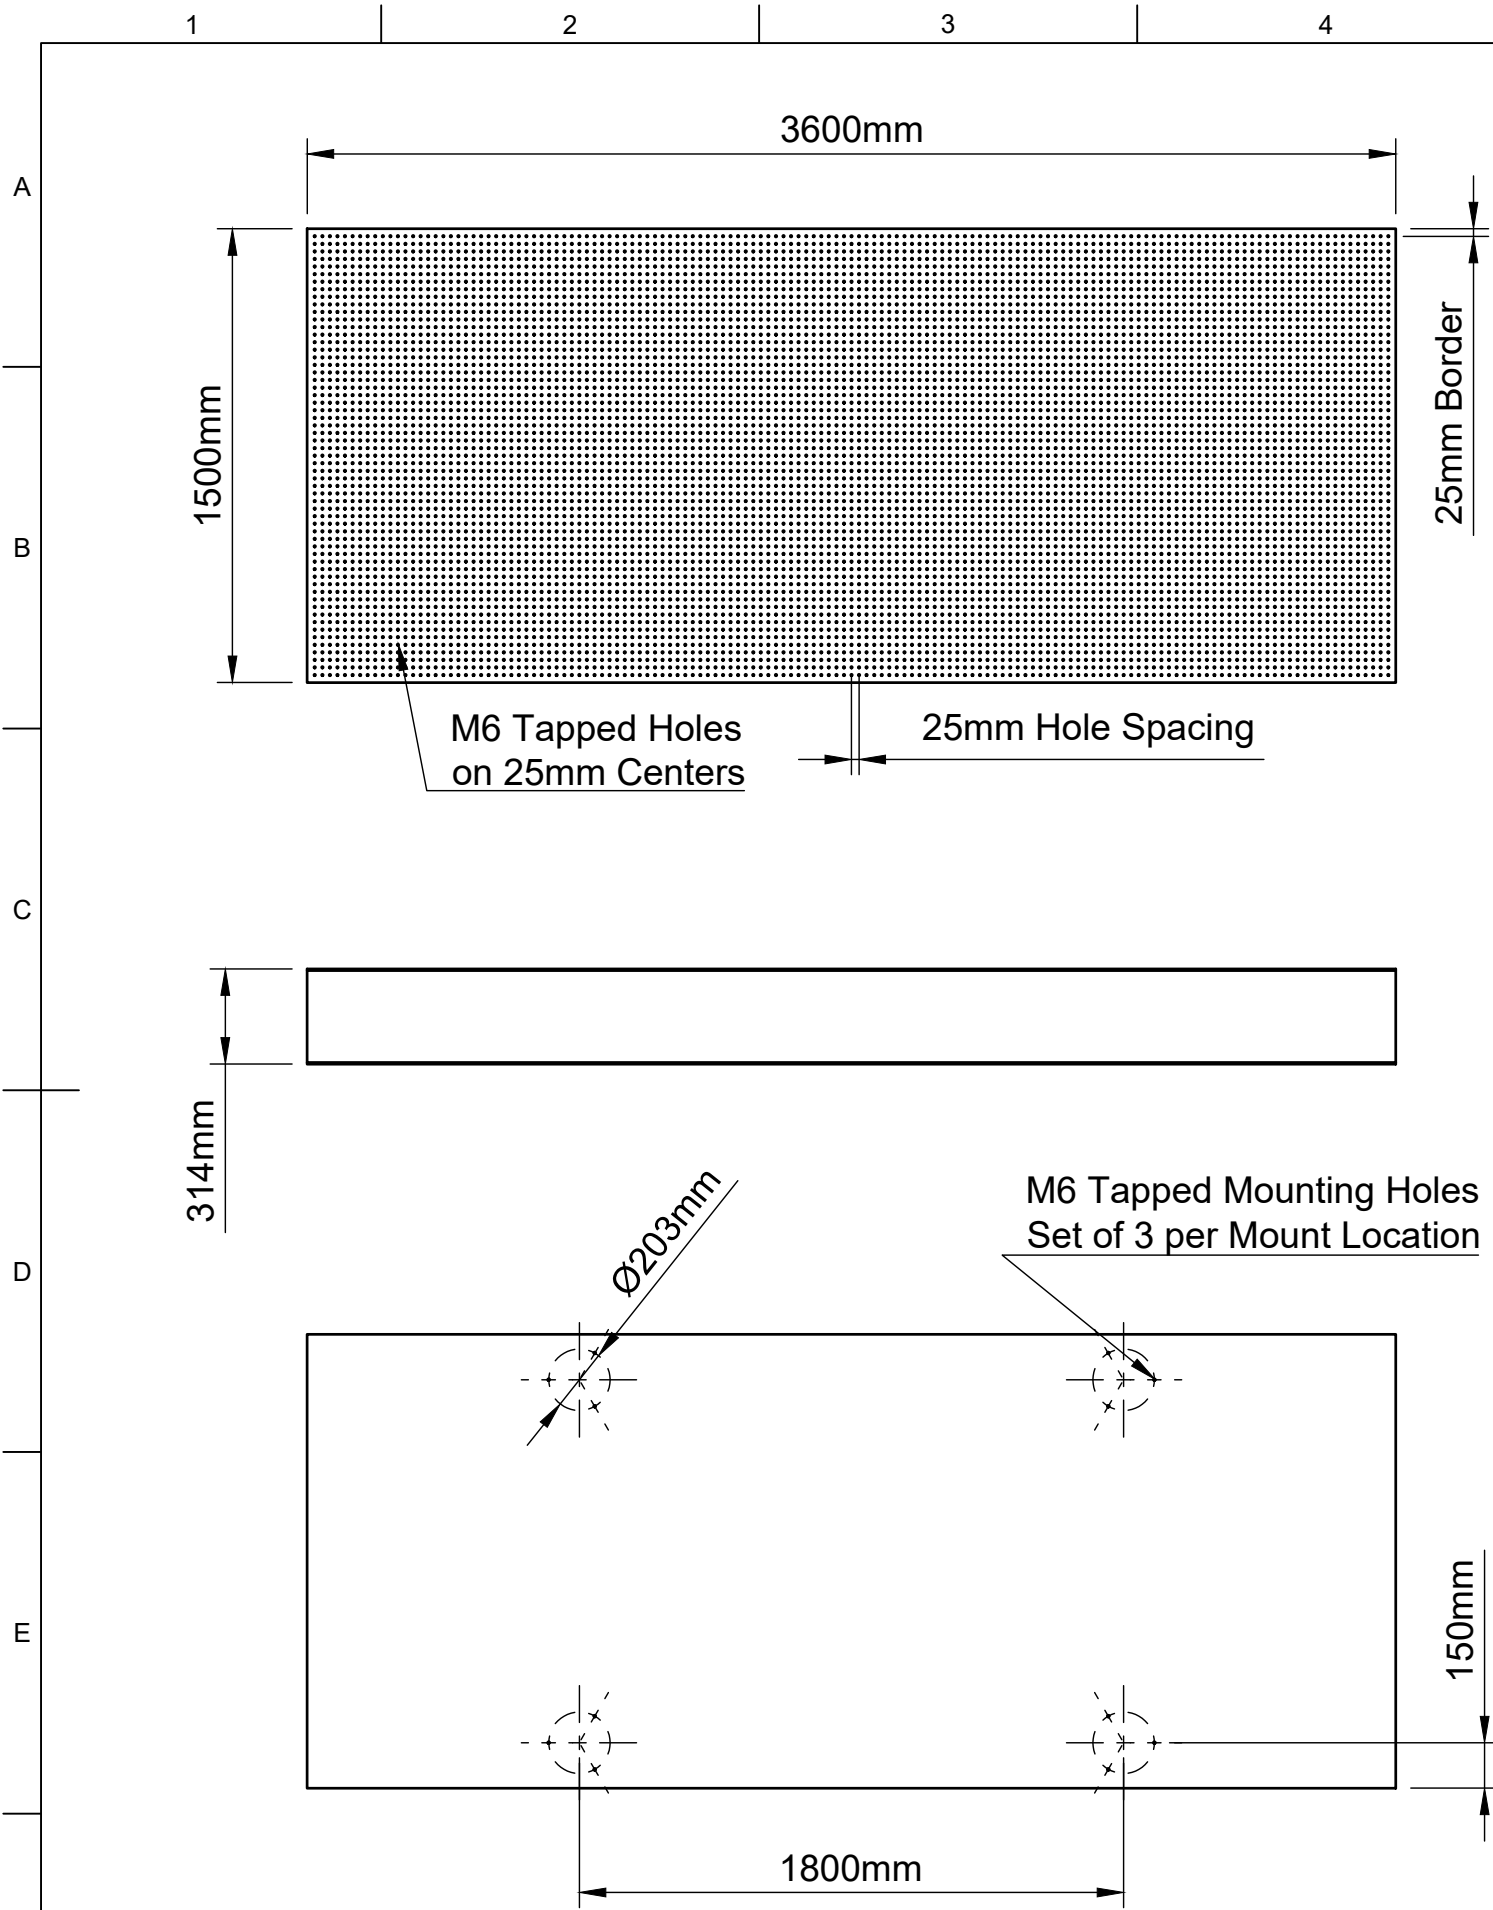 1 2 3 4
A
3600mm
1500mm
25mm Border
B
M6 Tapped Holes
on 25mm Centers
25mm Hole Spacing
C
314mm
Ø203mm
M6 Tapped Mounting Holes
Set of 3 per Mount Location
D
E
150mm
1800mm